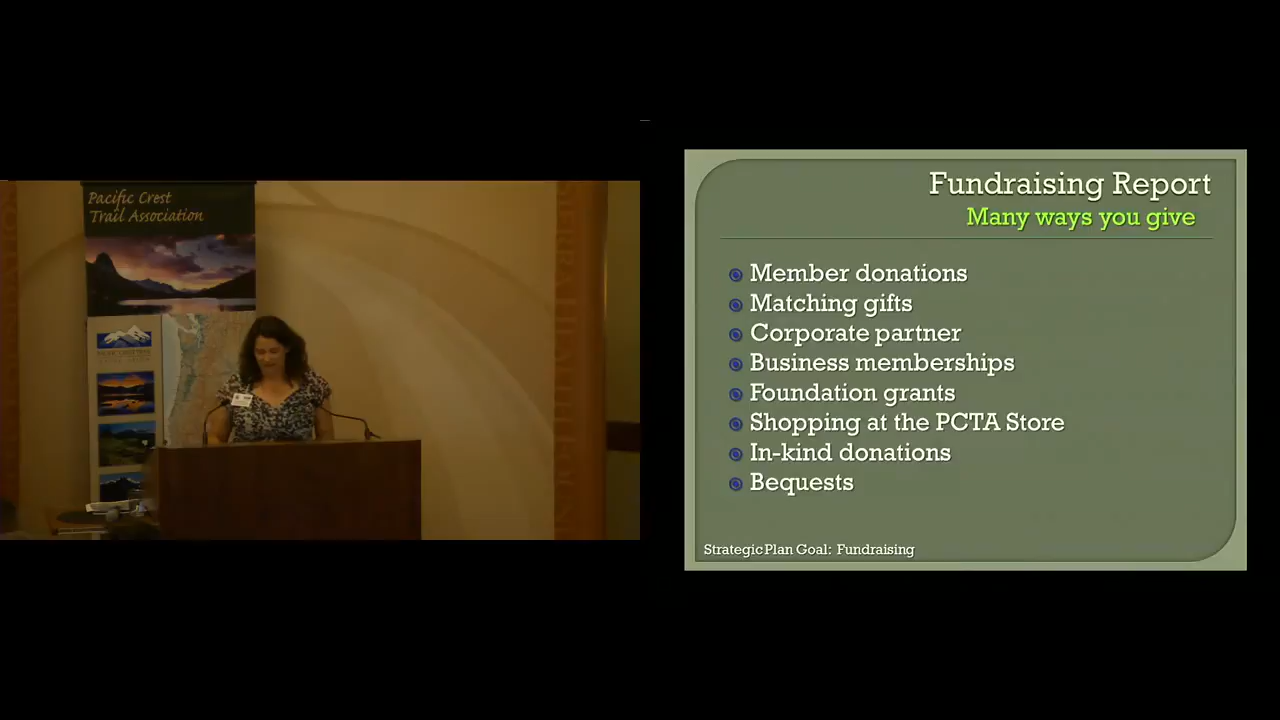 Pacific Crest
Trail Association
Fundraising Report
Many ways you give
Member donations
Matching gifts
Corporate partner
Business memberships
Foundation grants
Shopping at the PCTA Store
In-kind donations
Bequests
Strategic Plan Goal: Fundraising